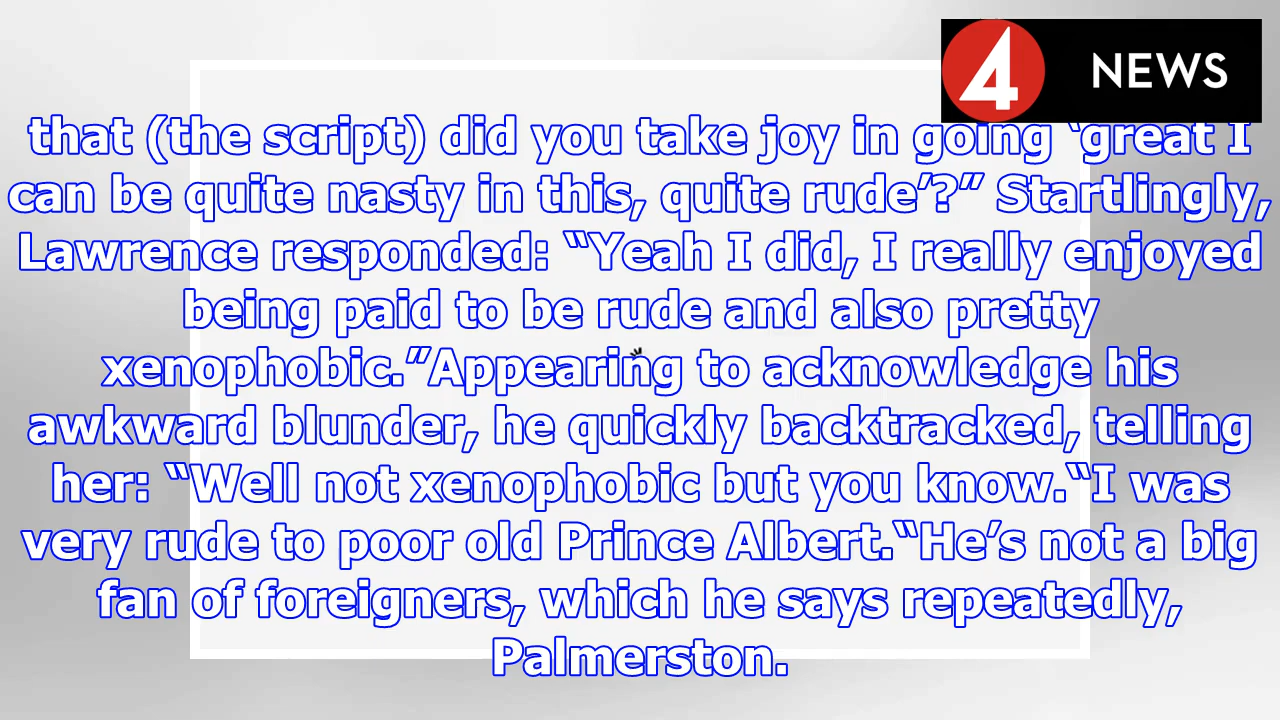 4 NEWS
that (the script) did you take joy in going ‘great I
can be quite nasty in this, quite rude’?” Startlingly,
Lawrence responded: “Yeah I did, I really enjoyed
being paid to be rude and also pretty
xenophobic.”Appearing to acknowledge his
awkward blunder, he quickly backtracked, telling
her: “Well not xenophobic but you know.“I was
very rude to poor old Prince Albert.“He’s not a big
fan of foreigners, which he says repeatedly,
Palmerston.